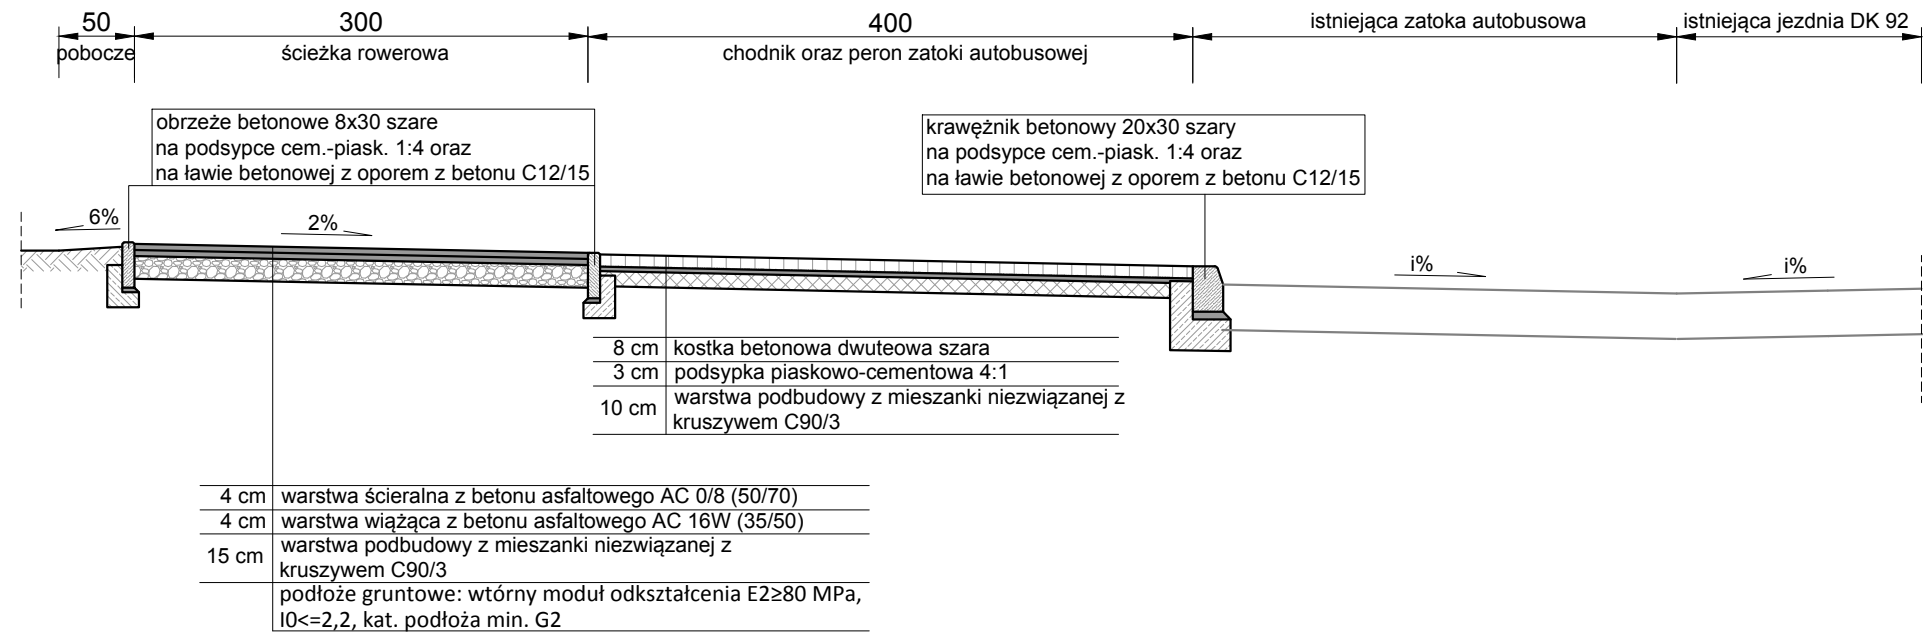 50
300
400
istniejąca zatoka autobusowa
istniejąca jezdnia DK 92
pobocze
ścieżka rowerowa
chodnik oraz peron zatoki autobusowej
obrzeże betonowe 8x30 szare
na podsypce cem.-piask. 1:4 oraz
na ławie betonowej z oporem z betonu C12/15
krawężnik betonowy 20x30 szary
na podsypce cem.-piask. 1:4 oraz
na ławie betonowej z oporem z betonu C12/15
6%
2%
i%
i%
8 cm kostka betonowa dwuteowa szara
3 cm podsypka piaskowo-cementowa 4:1
10 cm warstwa podbudowy z mieszanki niezwiązanej z
kruszywem C90/3
4 cm warstwa ścieralna z betonu asfaltowego AC 0/8 (50/70)
4 cm warstwa wiążąca z betonu asfaltowego AC 16W (35/50)
15 cm warstwa podbudowy z mieszanki niezwiązanej z
kruszywem C90/3
podłoże gruntowe: wtórny moduł odkształcenia E2≥80 MPa,
I0<=2,2, kat. podłoża min. G2